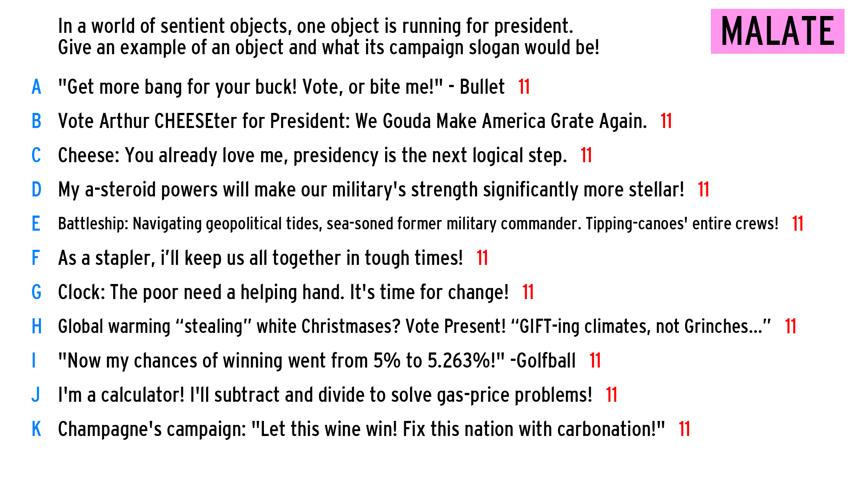 In a world of sentient objects, one object is running for president.
Give an example of an object and what its campaign slogan would be!
MALATE
A "Get more bang for your buck! Vote, or bite me!" - Bullet 11
B Vote Arthur CHEESEter for President: We Gouda Make America Grate Again. 11
C Cheese: You already love me, presidency is the next logical step. 11
D My a-steroid powers will make our military's strength significantly more stellar! 11
E Battleship: Navigating geopolitical tides, sea-soned former military commander. Tipping-canoes' entire crews! 11
F As a stapler, i’ll keep us all together in tough times! 11
G Clock: The poor need a helping hand. It's time for change! 11
H Global warming “stealing” white Christmases? Vote Present! “GIFT-ing climates, not Grinches...” 11
I "Now my chances of winning went from 5% to 5.263%!" -Golfball 11
J I'm a calculator! I'll subtract and divide to solve gas-price problems! 11
K Champagne's campaign: "Let this wine win! Fix this nation with carbonation!" 11